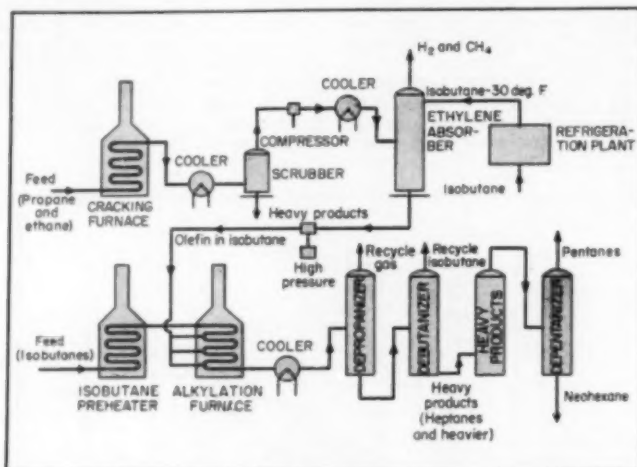 H2 and CH4
COOLER
Isobutane-30 deg. F
ETHYLENE
ABSOR-
BER
REFRIGERA-
TION PLANT
COMPRESSOR
COOLER
SCRUBBER
Feed
(Propane and
ethane)
CRACKING
FURNACE
Isobutane
Heavy products
Olefin in isobutane
High
pressure
Recycle
gas
Recycle
isobutane
Pentanes
DEPROPANIZER
DEBUTANIZER
HEAVY
PRODUCTS
DEPENTANIZER
Feed
(Isobutanes)
COOLER
ISOBUTANE
PREHEATER
ALKYLATION
FURNACE
Heavy
products
(Heptanes
and heavier)
Neohexane